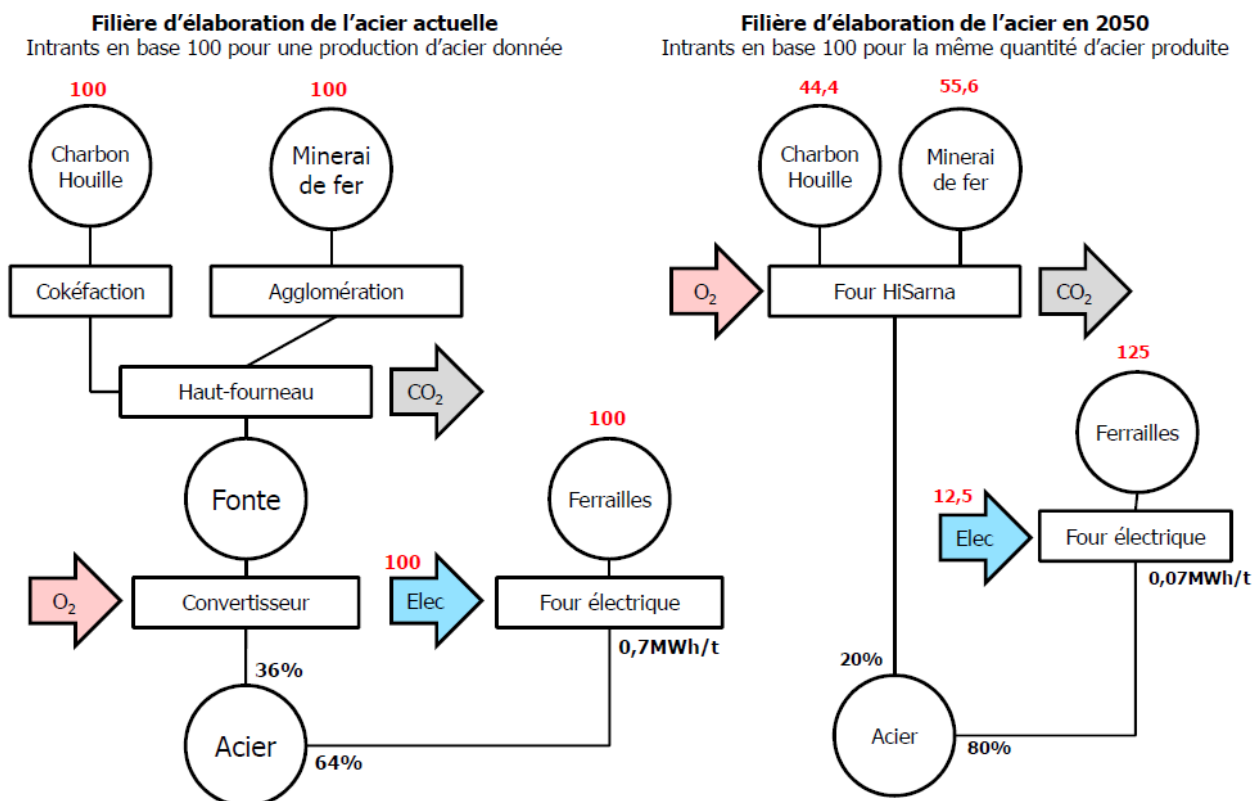 Filière d’élaboration de l’acier actuelle
Intrants en base 100 pour une production d’acier donnée
100
100
Charbon
Houille
Minerai
de fer
Cokéfaction
Agglomération
Haut-fourneau
CO₂
100
Fonte
Ferrailles
100
O₂
Convertisseur
Elec
Four électrique
0,7MWh/t
36%
Acier
64%
Filière d’élaboration de l’acier en 2050
Intrants en base 100 pour la même quantité d’acier produite
44,4
55,6
Charbon
Houille
Minerai
de fer
O₂
Four HiSarna
CO₂
125
Ferrailles
12,5
Elec
Four électrique
0,07MWh/t
20%
Acier
80%